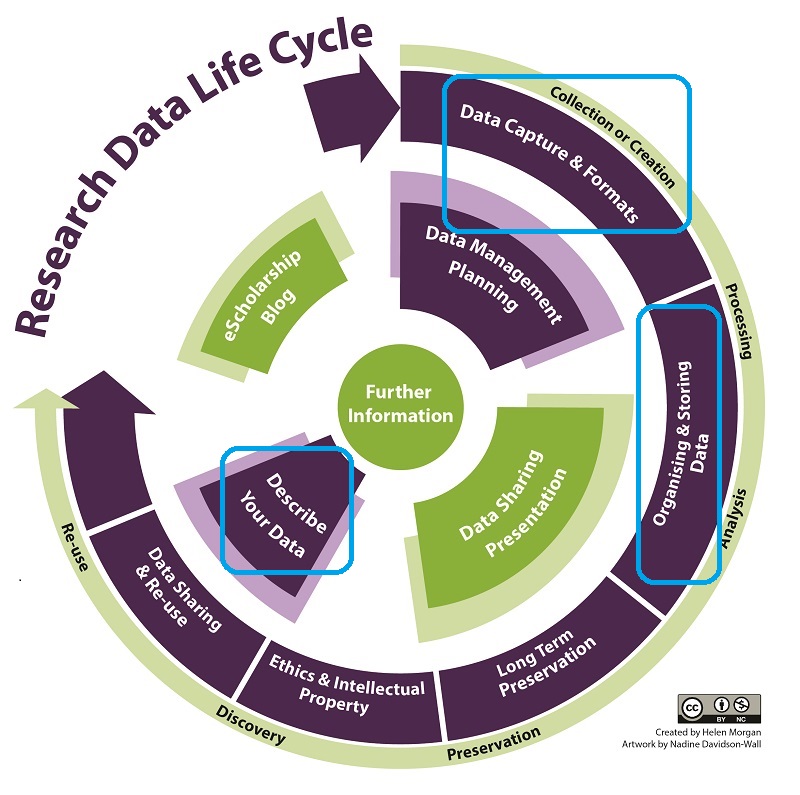 Research Data Life Cycle
Collection or Creation
Data Capture & Formats
Data Management
Planning
eScholarship
Blog
Processing
Further
Information
Organising & Storing
Data
Describe
Your Data
Data Sharing
Presentation
Analysis
Re-use
Data Sharing
& Re-use
Long Term
Preservation
Ethics & Intellectual
Property
Discovery
Preservation
cc
BY NC
Created by Helen Morgan
Artwork by Nadine Davidson-Wall